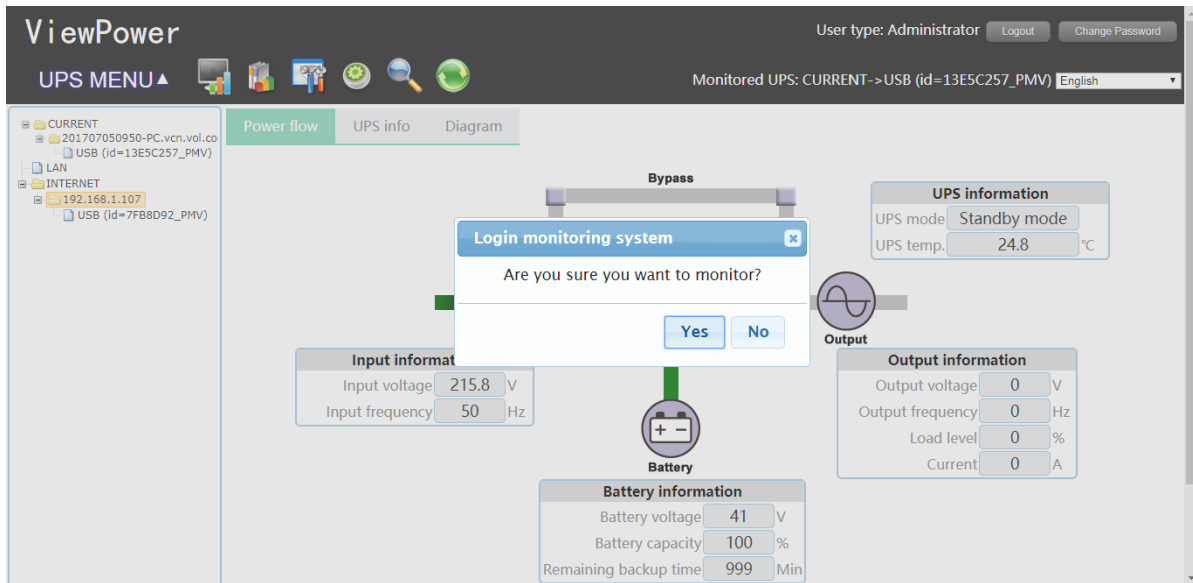 ViewPower
User type: Administrator Logout Change Password
UPS MENU▲
Monitored UPS: CURRENT->USB (id=13E5C257_PMV) English
CURRENT
201707050950-PC.vcn.vol.co
USB (id=13E5C257_PMV)
LAN
INTERNET
192.168.1.107
USB (id=7FB8D92_PMV)
Power flow UPS info Diagram
Bypass
UPS information
UPS mode Standby mode
UPS temp. 24.8 ℃
Login monitoring system
Are you sure you want to monitor?
Yes No
Output
Input informat
Input voltage 215.8 V
Input frequency 50 Hz
Output information
Output voltage 0 V
Output frequency 0 Hz
Load level 0 %
Current 0 A
Battery
Battery information
Battery voltage 41 V
Battery capacity 100 %
Remaining backup time 999 Min